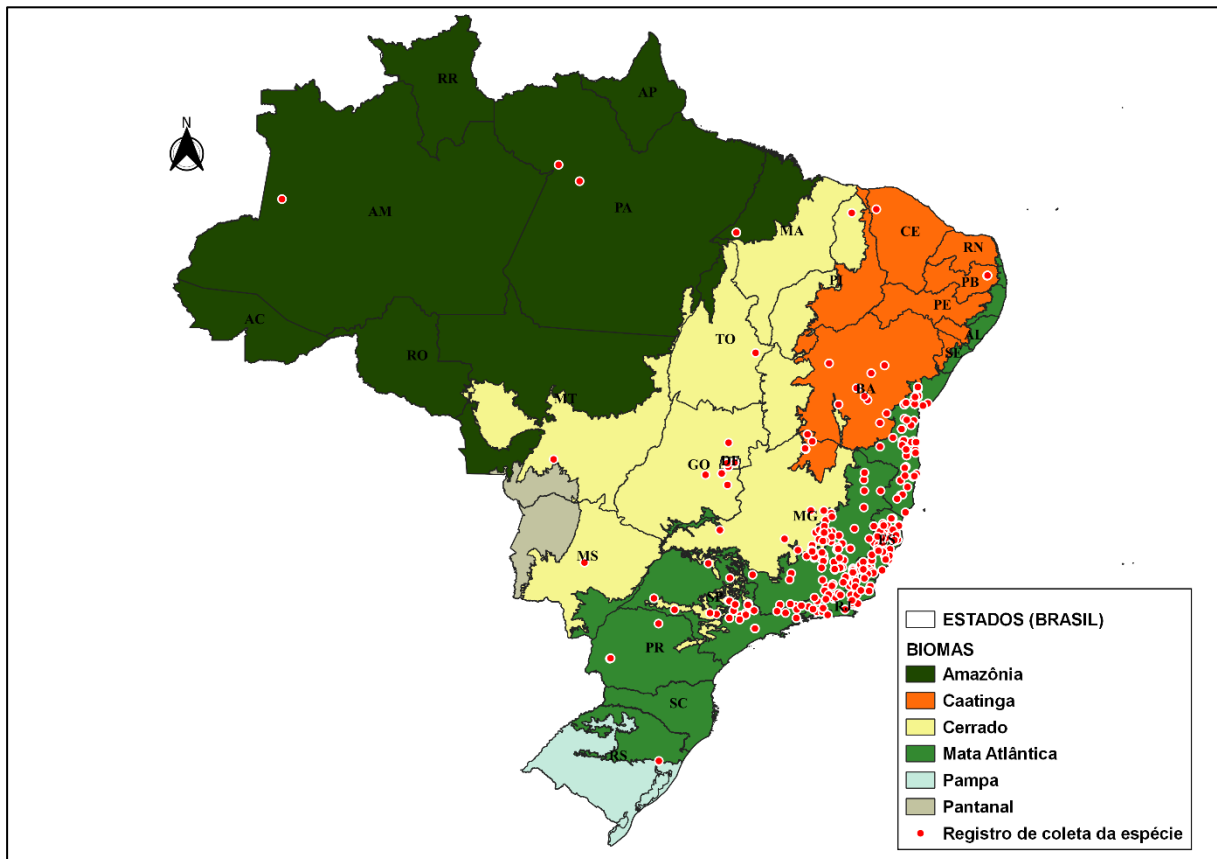 RR
AP
N
AM
PA
MA
CE
RN
PB
PI
PE
AC
AL
TO
SE
RO
BA
MT
DF
GO
MG
ES
MS
SP
RJ
PR
SC
RS
ESTADOS (BRASIL)
BIOMAS
Amazônia
Caatinga
Cerrado
Mata Atlântica
Pampa
Pantanal
Registro de coleta da espécie